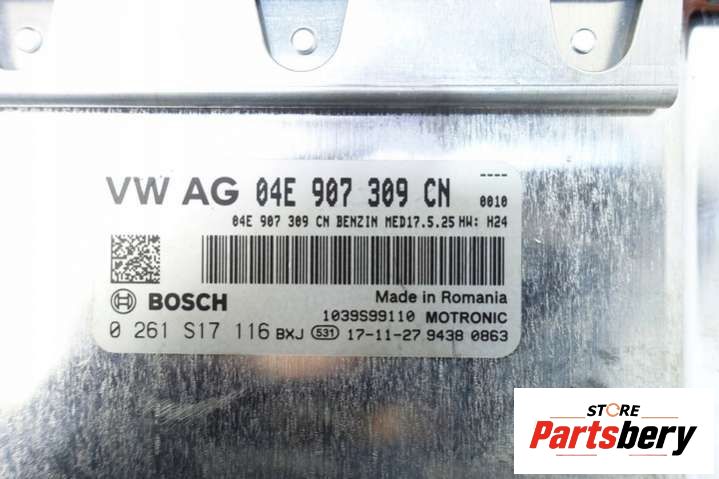 ----
VW AG 04E 907 309 CN 0010
04E 907 309 CN BENZIN MED17.5.25 HW: H24
BOSCH
Made in Romania
1039S99110 MOTRONIC
0 261 S17 116 BXJ 531 17-11-27 9438 0863
STORE
Partsbery